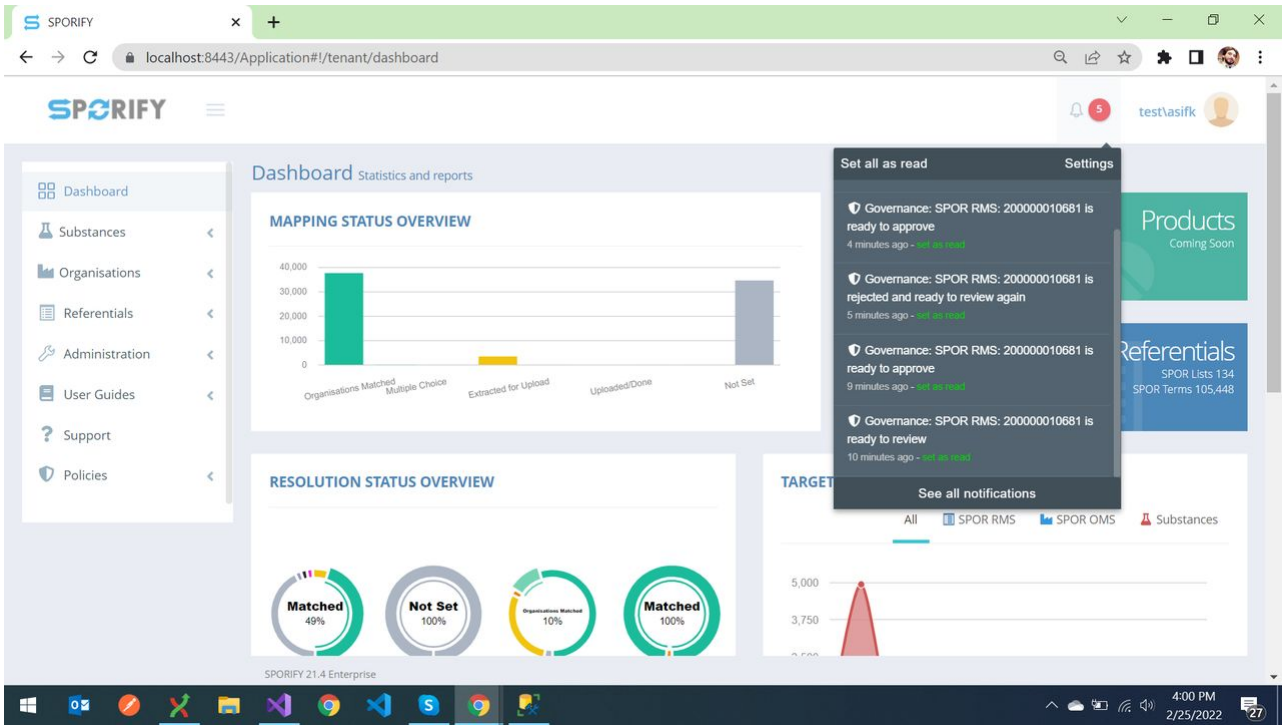 SPORIFY
localhost:8443/Application#!/tenant/dashboard
SPORIFY
5
test\asifk
Dashboard
Substances
Organisations
Referentials
Administration
User Guides
Support
Policies
Dashboard Statistics and reports
MAPPING STATUS OVERVIEW
40,000
30,000
20,000
10,000
0
Organisations Matched
Multiple Choice
Extracted for Upload
Uploaded/Done
Not Set
Set all as read Settings
Governance: SPOR RMS: 200000010681 is
ready to approve
4 minutes ago - set as read
Governance: SPOR RMS: 200000010681 is
rejected and ready to review again
5 minutes ago - set as read
Governance: SPOR RMS: 200000010681 is
ready to approve
9 minutes ago - set as read
Governance: SPOR RMS: 200000010681 is
ready to review
10 minutes ago - set as read
See all notifications
Products
Coming Soon
Referentials
SPOR Lists 134
SPOR Terms 105,448
RESOLUTION STATUS OVERVIEW
Matched
49%
Not Set
100%
Organisations Matched
10%
Matched
100%
TARGET
All SPOR RMS SPOR OMS Substances
5,000
3,750
SPORIFY 21.4 Enterprise
4:00 PM
2/25/2022
27